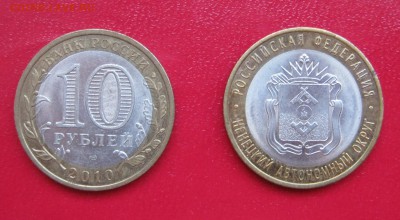 БАНК РОССИИ
10
РУБЛЕЙ
2010
РОССИЙСКАЯ ФЕДЕРАЦИЯ
НЕНЕЦКИЙ АВТОНОМНЫЙ ОКРУГ